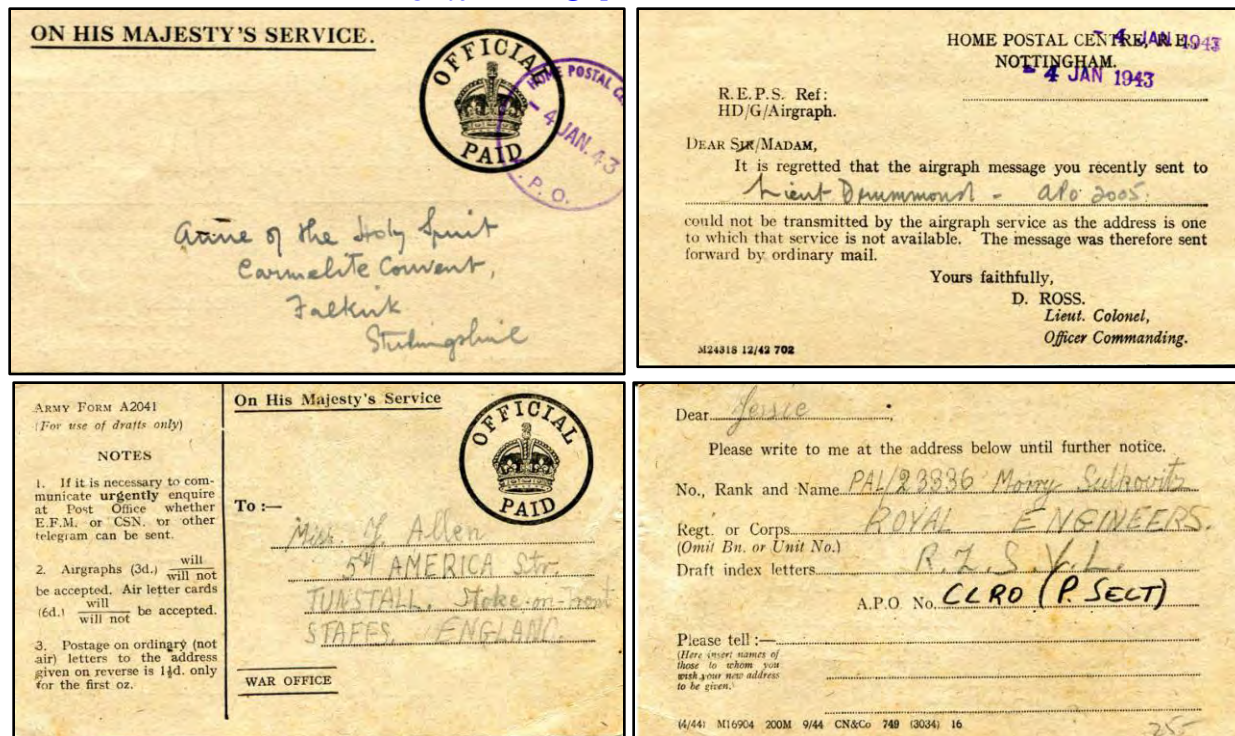 ON HIS MAJESTY'S SERVICE.
OFFICIAL
PAID
HOME POSTAL
- 4 JAN. 43
P. O.
Anne of the Holy Spirit
Carmelite Convent,
Falkirk
Stirlingshire
HOME POSTAL CENTRE, R.E.,
- 4 JAN 1943
NOTTINGHAM.
- 4 JAN 1943
R.E.P.S. Ref:
HD/G/Airgraph.
DEAR SIR/MADAM,
It is regretted that the airgraph message you recently sent to
Lieut Drummond - APO 2005.
could not be transmitted by the airgraph service as the address is one
to which that service is not available. The message was therefore sent
forward by ordinary mail.
Yours faithfully,
D. ROSS.
Lieut. Colonel,
Officer Commanding.
M24318 12/42 702
ARMY FORM A2041
(For use of drafts only)
NOTES
1. If it is necessary to com-
municate urgently enquire
at Post Office whether
E.F.M. or CSN. or other
telegram can be sent.
2. Airgraphs (3d.) will
will not
be accepted. Air letter cards
(6d.) will
will not be accepted.
3. Postage on ordinary (not
air) letters to the address
given on reverse is 1½d. only
for the first oz.
On His Majesty's Service
OFFICIAL
PAID
To :—
Miss. J. Allen
54 AMERICA Str.
TUNSTALL. Stoke-on-Trent
STAFFS. ENGLAND.
WAR OFFICE
Dear Jessie ;
Please write to me at the address below until further notice.
No., Rank and Name PAL/23336 Morry Sulkovitz
Regt. or Corps ROYAL ENGINEERS.
(Omit Bn. or Unit No.)
Draft index letters R.Z.S.Y.L.
A.P.O. No. CLRO (P. SECT)
Please tell :—
(Here insert names of
those to whom you
wish your new address
to be given.)
(4/44) M16904 200M 9/44 CN&Co 749 (3034) 16
255